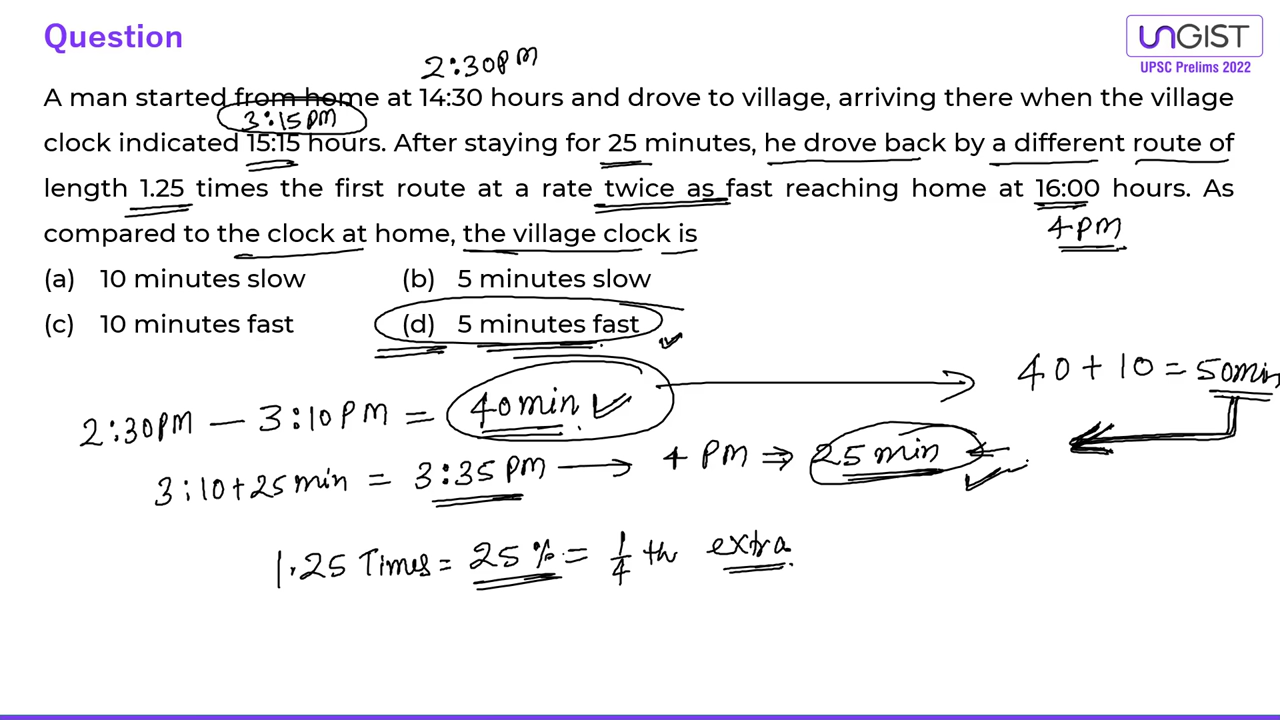 Question
UNGIST
UPSC Prelims 2022
2:30PM
A man started from home at 14:30 hours and drove to village, arriving there when the village
3:15PM
clock indicated 15:15 hours. After staying for 25 minutes, he drove back by a different route of
length 1.25 times the first route at a rate twice as fast reaching home at 16:00 hours. As
compared to the clock at home, the village clock is
4PM
(a) 10 minutes slow (b) 5 minutes slow
(c) 10 minutes fast (d) 5 minutes fast
2:30PM — 3:10PM = 40min → 40+10=50min
3:10+25min = 3:35PM → 4 PM ⇒ 25min ←
1.25 Times = 25% = 1/4 th extra